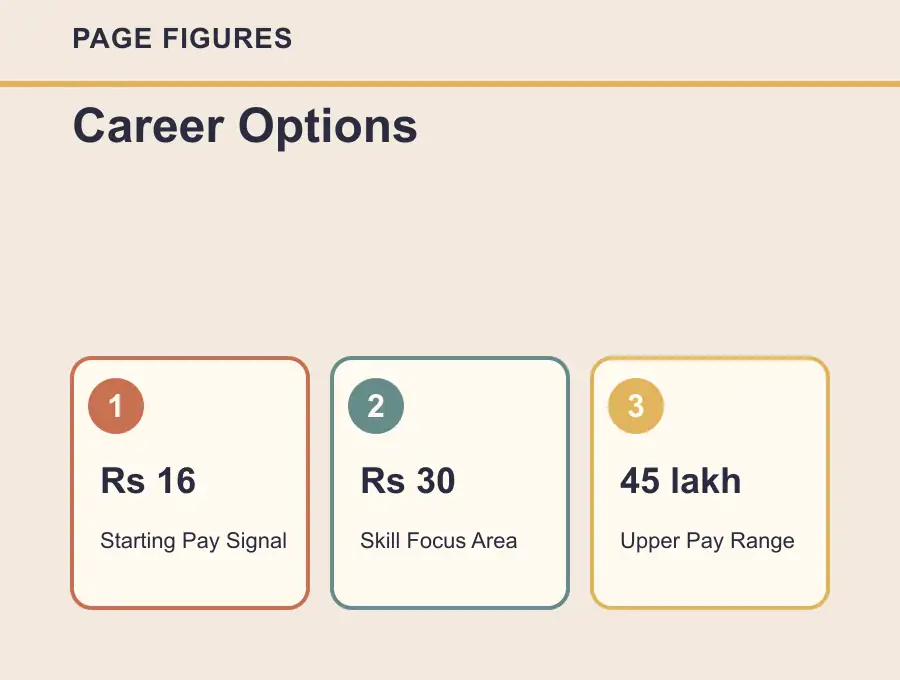 PAGE FIGURES
Career Options
1
Rs 16
Starting Pay Signal
2
Rs 30
Skill Focus Area
3
45 lakh
Upper Pay Range